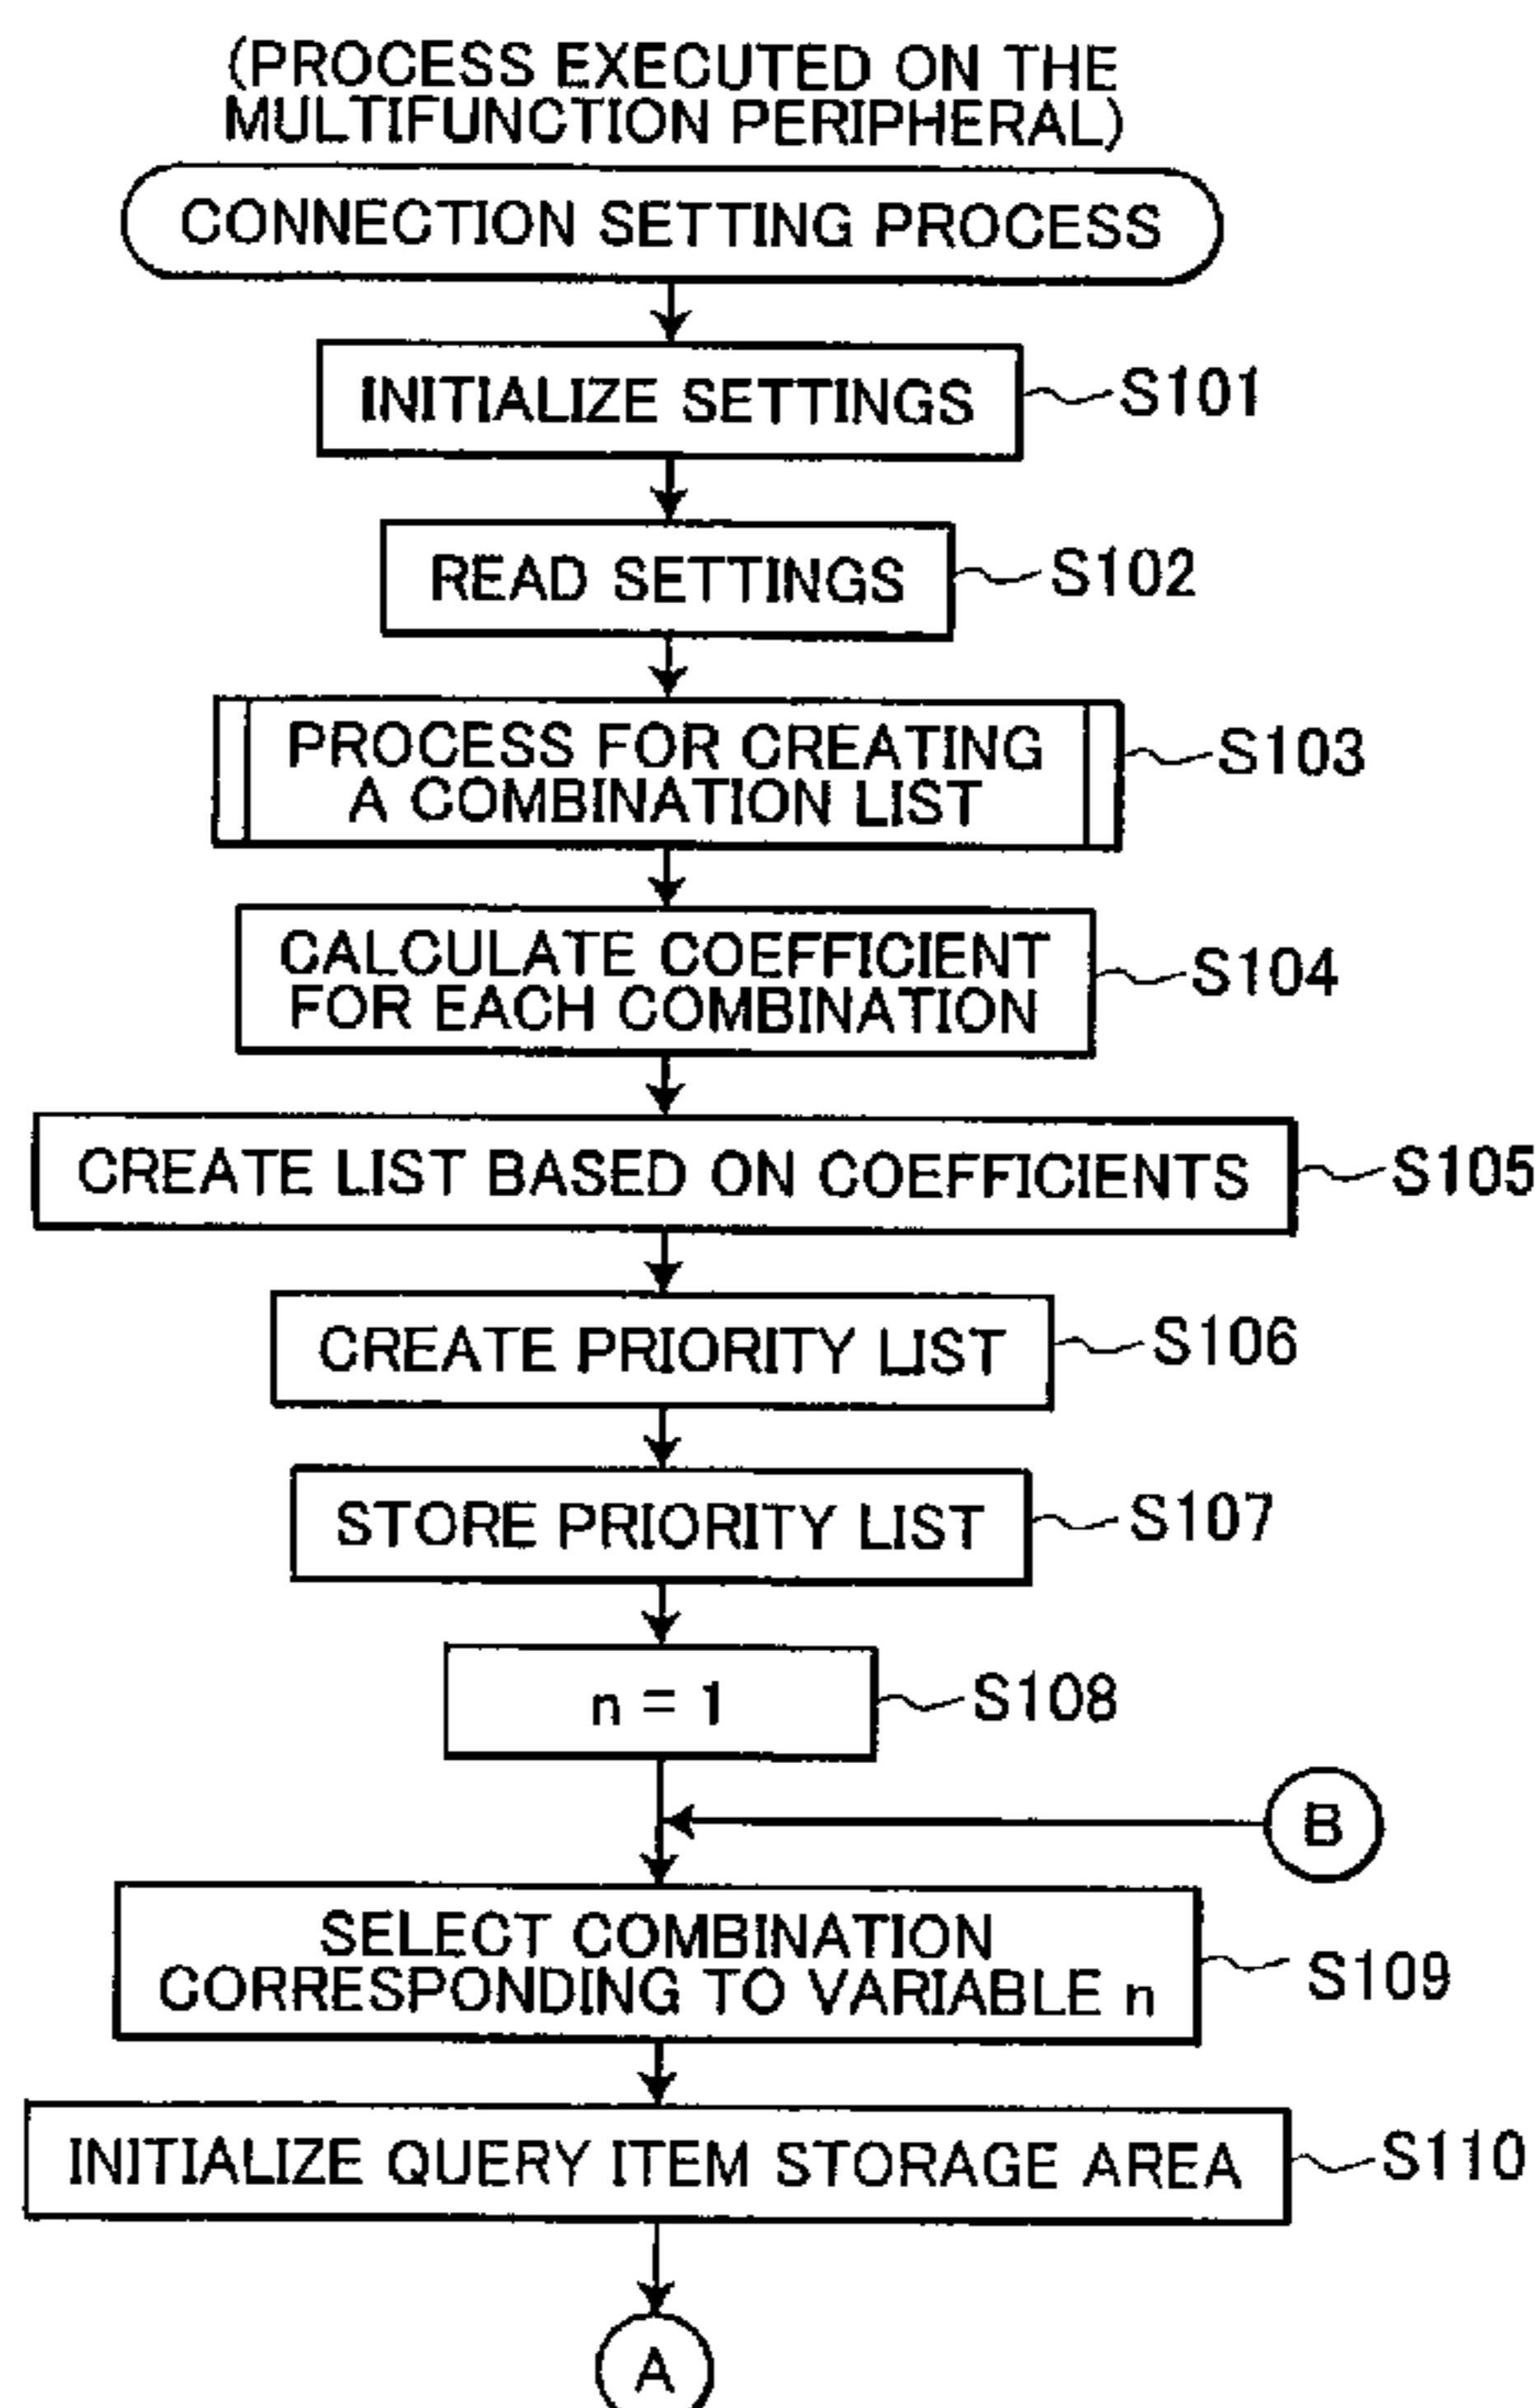 (PROCESS EXECUTED ON THE
MULTIFUNCTION PERIPHERAL)
CONNECTION SETTING PROCESS
INITIALIZE SETTINGS
S101
READ SETTINGS
S102
PROCESS FOR CREATING
A COMBINATION LIST
S103
CALCULATE COEFFICIENT
FOR EACH COMBINATION
S104
CREATE LIST BASED ON COEFFICIENTS
S105
CREATE PRIORITY LIST
S106
STORE PRIORITY LIST
S107
n = 1
S108
B
SELECT COMBINATION
CORRESPONDING TO VARIABLE n
S109
INITIALIZE QUERY ITEM STORAGE AREA
S110
A